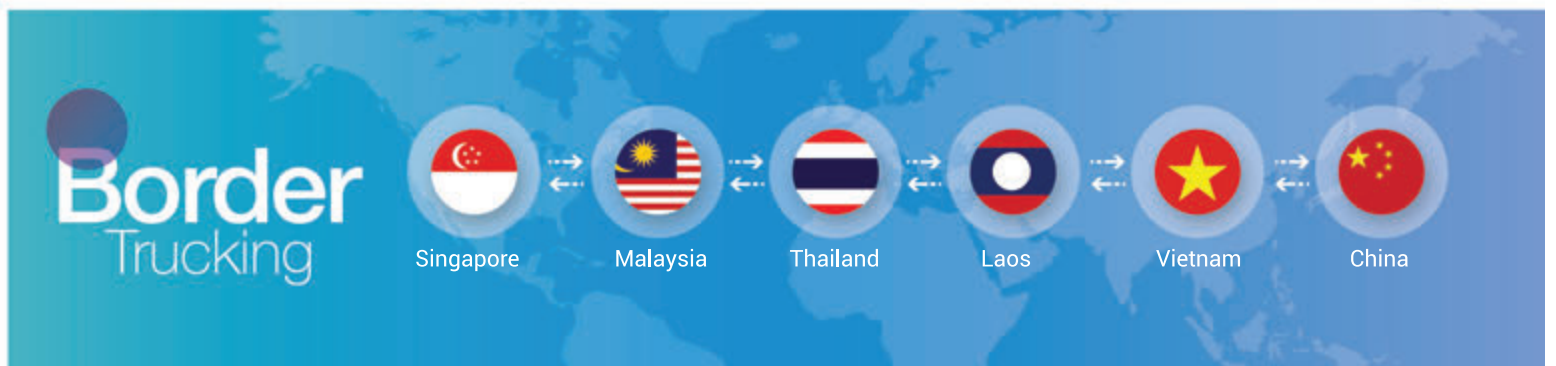 Border
Trucking
Singapore
Malaysia
Thailand
Laos
Vietnam
China